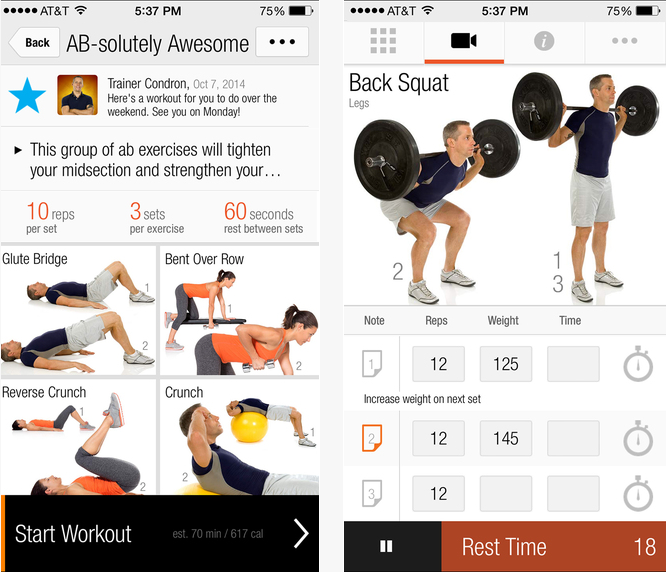 AT&T 5:37 PM 75%
Back AB-solutely Awesome
Trainer Condron, Oct 7, 2014
Here's a workout for you to do over the
weekend. See you on Monday!
This group of ab exercises will tighten
your midsection and strengthen your...
10 reps 3 sets 60 seconds
per set per exercise rest between sets
Glute Bridge
1
2
Bent Over Row
1
2
Reverse Crunch
1
2
Crunch
1
2
Start Workout est. 70 min / 617 cal
AT&T 5:37 PM 75%
Back Squat
Legs
2
1
3
Note Reps Weight Time
1 12 125
Increase weight on next set
2 12 145
3 12
Rest Time 18